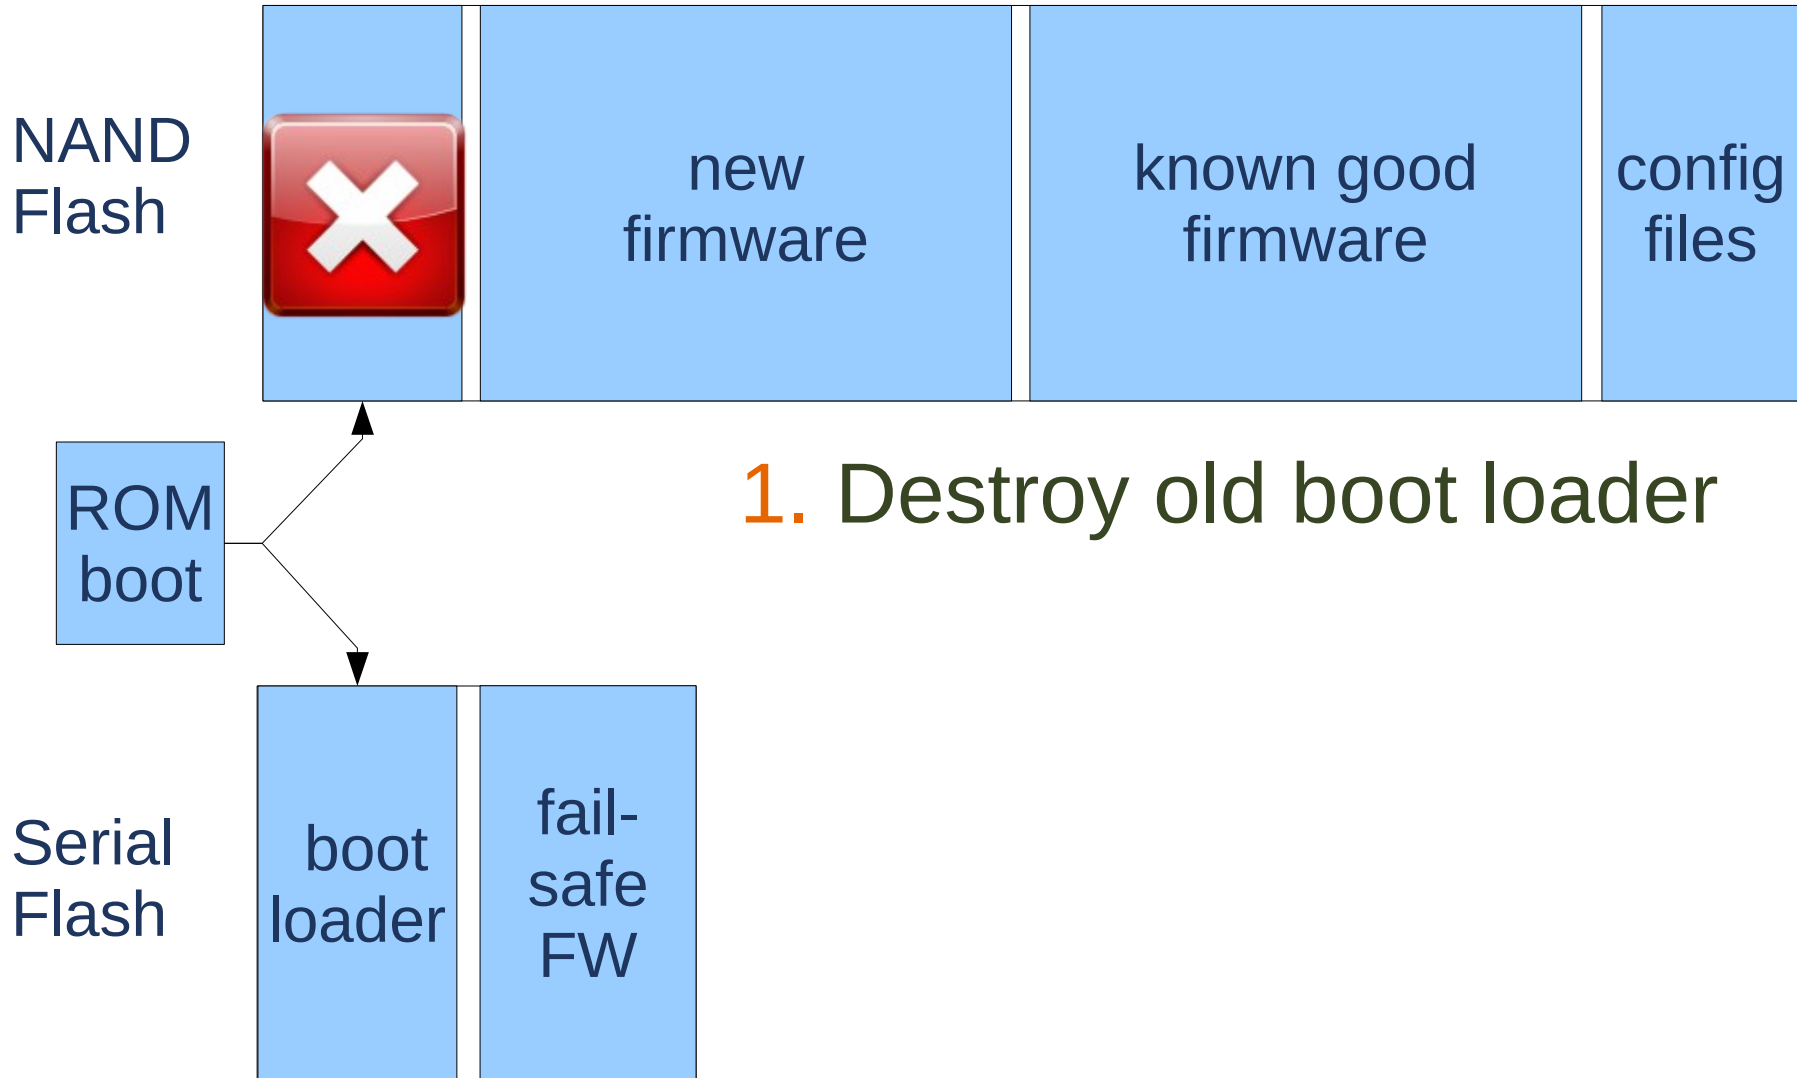 NAND
Flash
new
firmware
known good
firmware
config
files
ROM
boot
1. Destroy old boot loader
Serial
Flash
boot
loader
fail-
safe
FW